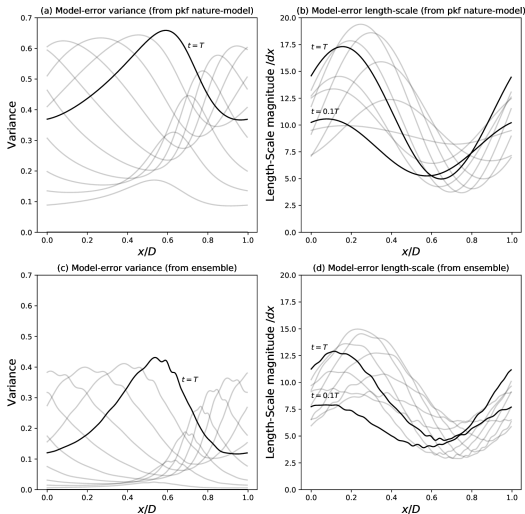 (a) Model-error variance (from pkf nature-model)
Variance
0.7
0.6
0.5
0.4
0.3
0.2
0.1
0.0
t = T
0.0 0.2 0.4 0.6 0.8 1.0
x/D
(b) Model-error length-scale (from pkf nature-model)
Length-Scale magnitude /dx
20.0
17.5
15.0
12.5
10.0
7.5
5.0
2.5
0.0
t = T
t = 0.1T
0.0 0.2 0.4 0.6 0.8 1.0
x/D
(c) Model-error variance (from ensemble)
Variance
0.7
0.6
0.5
0.4
0.3
0.2
0.1
0.0
t = T
0.0 0.2 0.4 0.6 0.8 1.0
x/D
(d) Model-error length-scale (from ensemble)
Length-Scale magnitude /dx
20.0
17.5
15.0
12.5
10.0
7.5
5.0
2.5
0.0
t = T
t = 0.1T
0.0 0.2 0.4 0.6 0.8 1.0
x/D